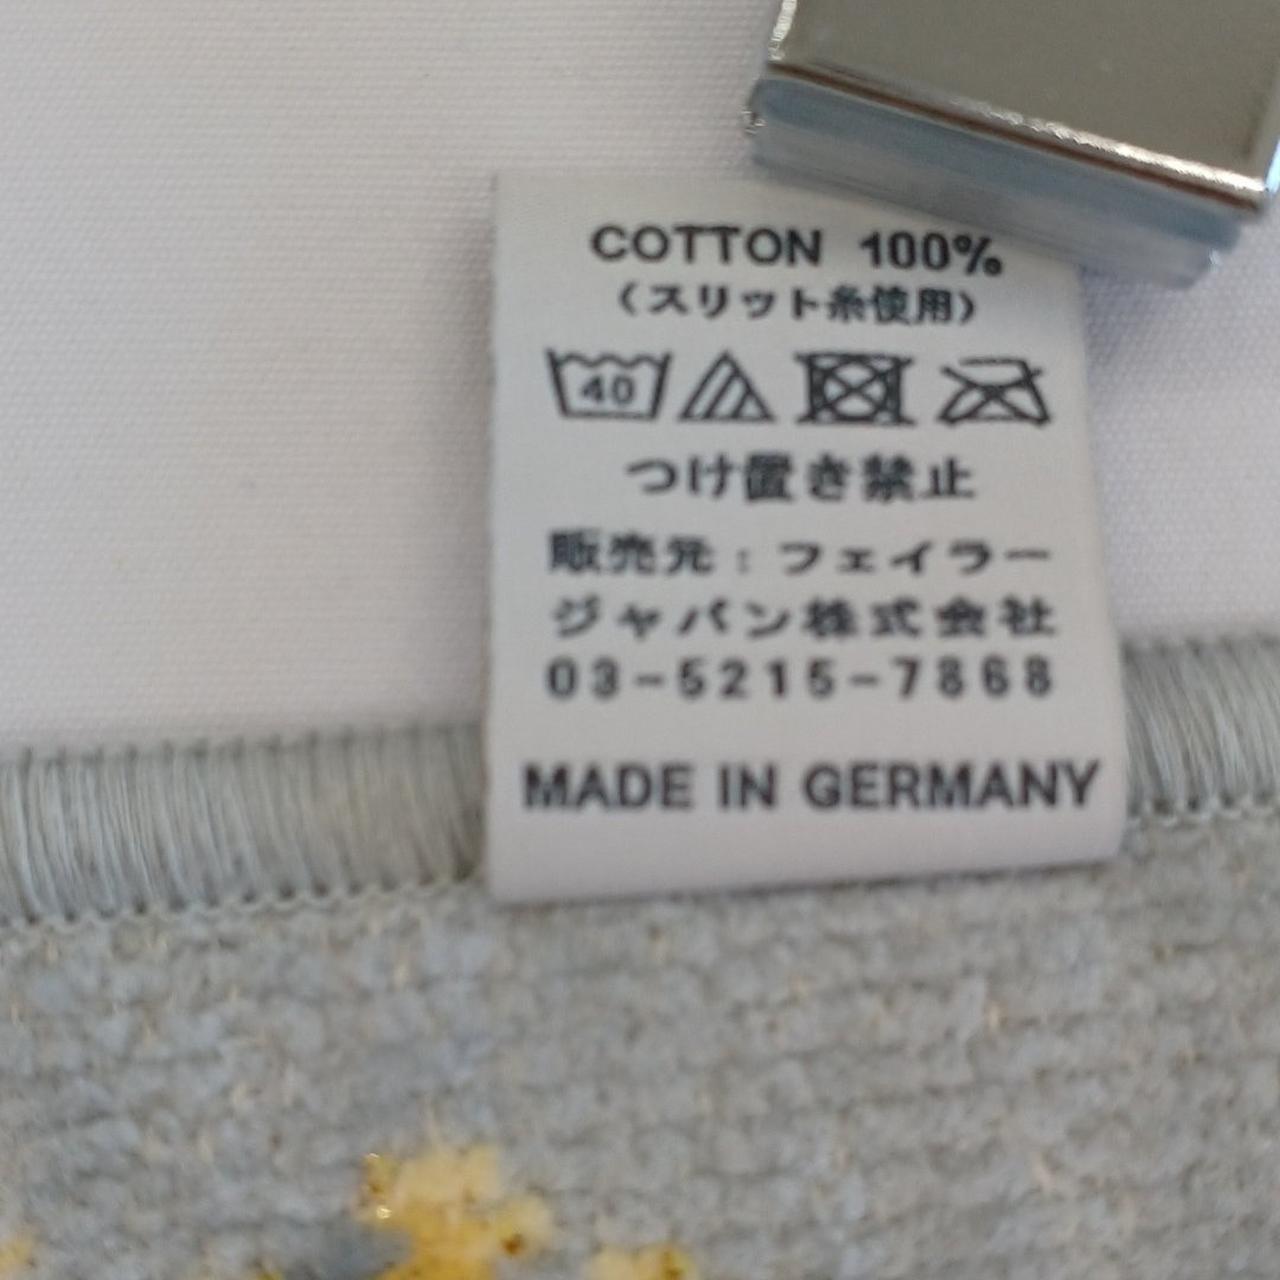 COTTON 100%
(スリット糸使用)
40
つけ置き禁止
販売元:フェイラー
ジャパン株式会社
03-5215-7868
MADE IN GERMANY